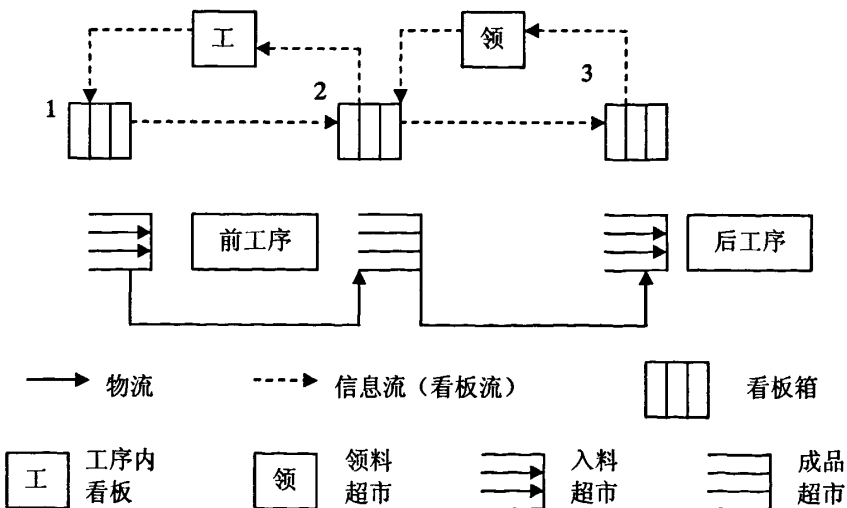 工
领
1
2
3
前工序
后工序
物流
信息流（看板流）
看板箱
工
工序内
看板
领
领料
超市
入料
超市
成品
超市